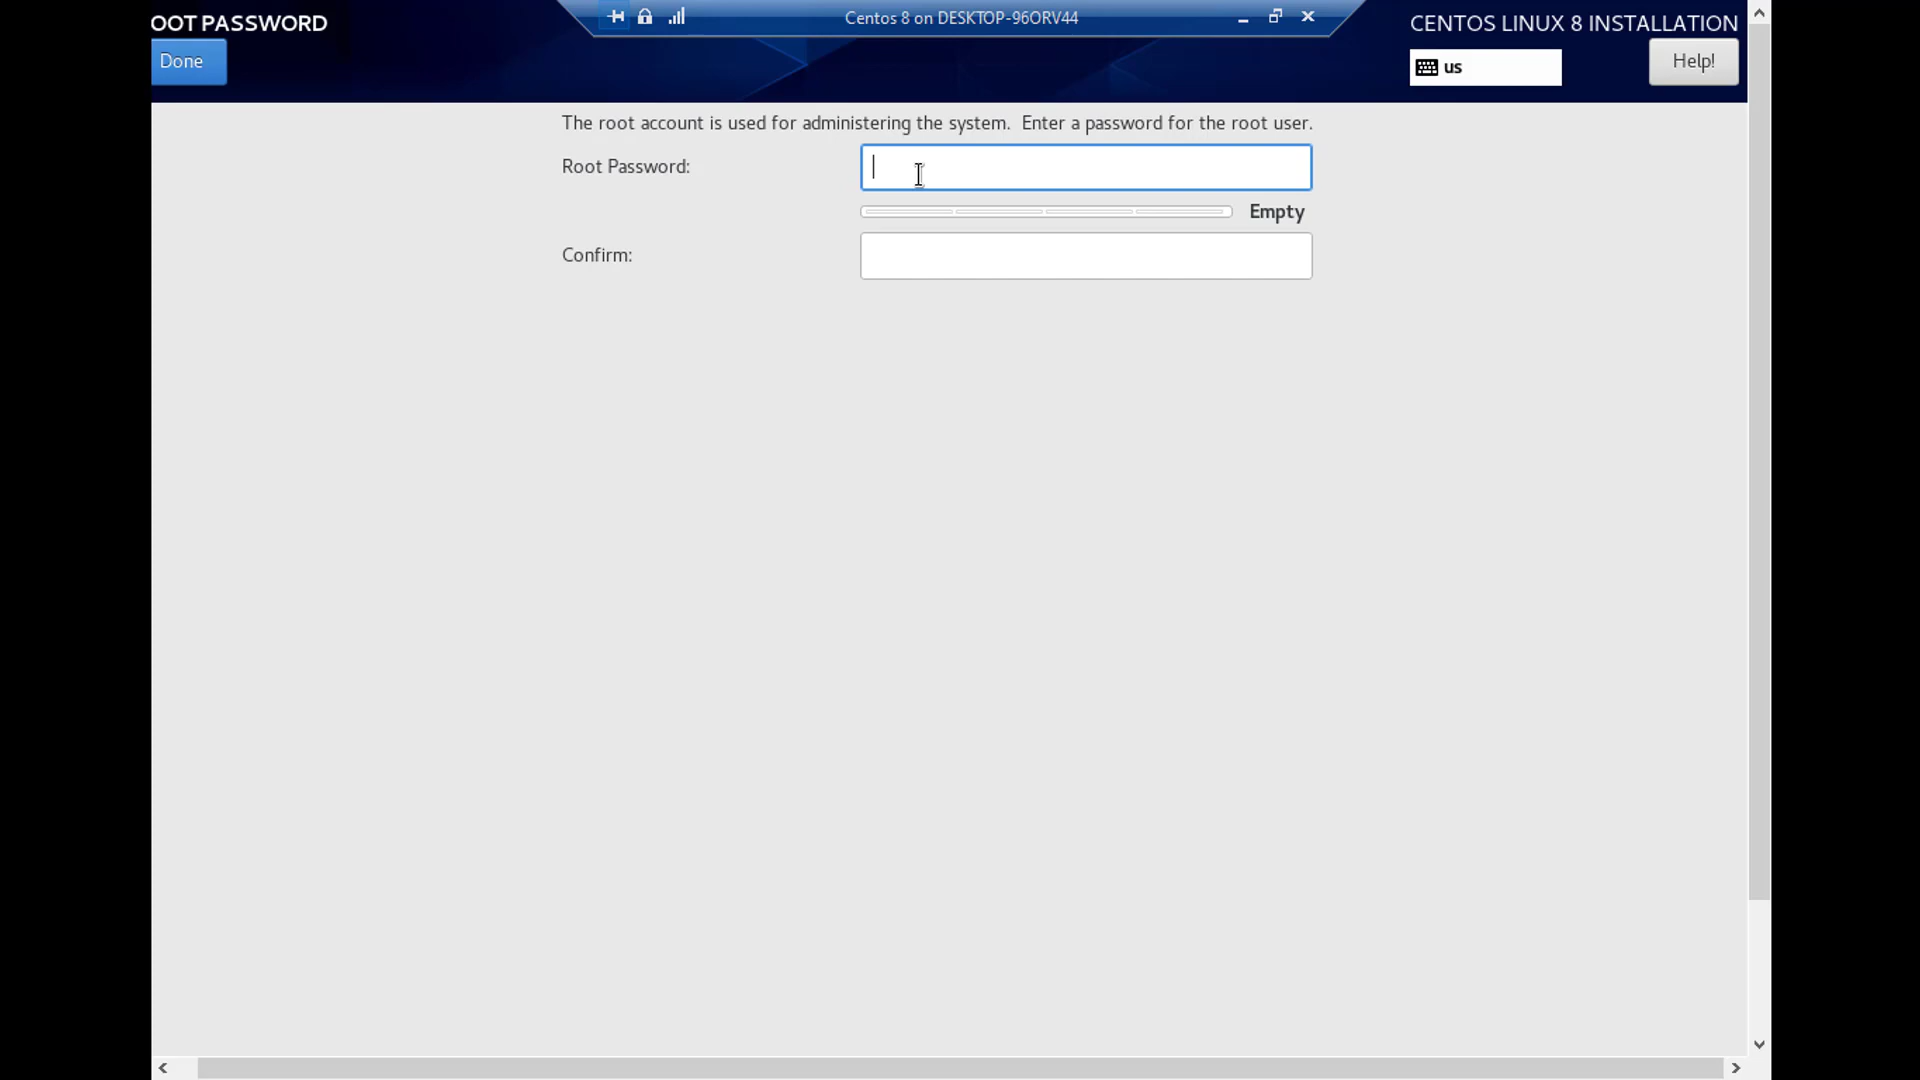 OOT PASSWORD
Centos 8 on DESKTOP-96ORV44
CENTOS LINUX 8 INSTALLATION
Done
us
Help!
The root account is used for administering the system. Enter a password for the root user.
Root Password:
Empty
Confirm: